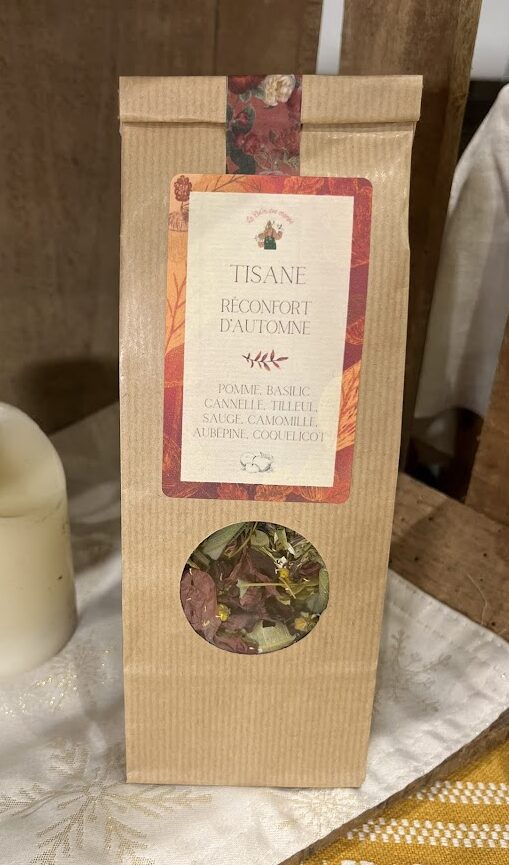 TISANE
RÉCONFORT
D'AUTOMNE
POMME, BASILIC
CANNELLE, TILLEUL,
SAUGE, CAMOMILLE,
AUBÉPINE, COQUELICOT